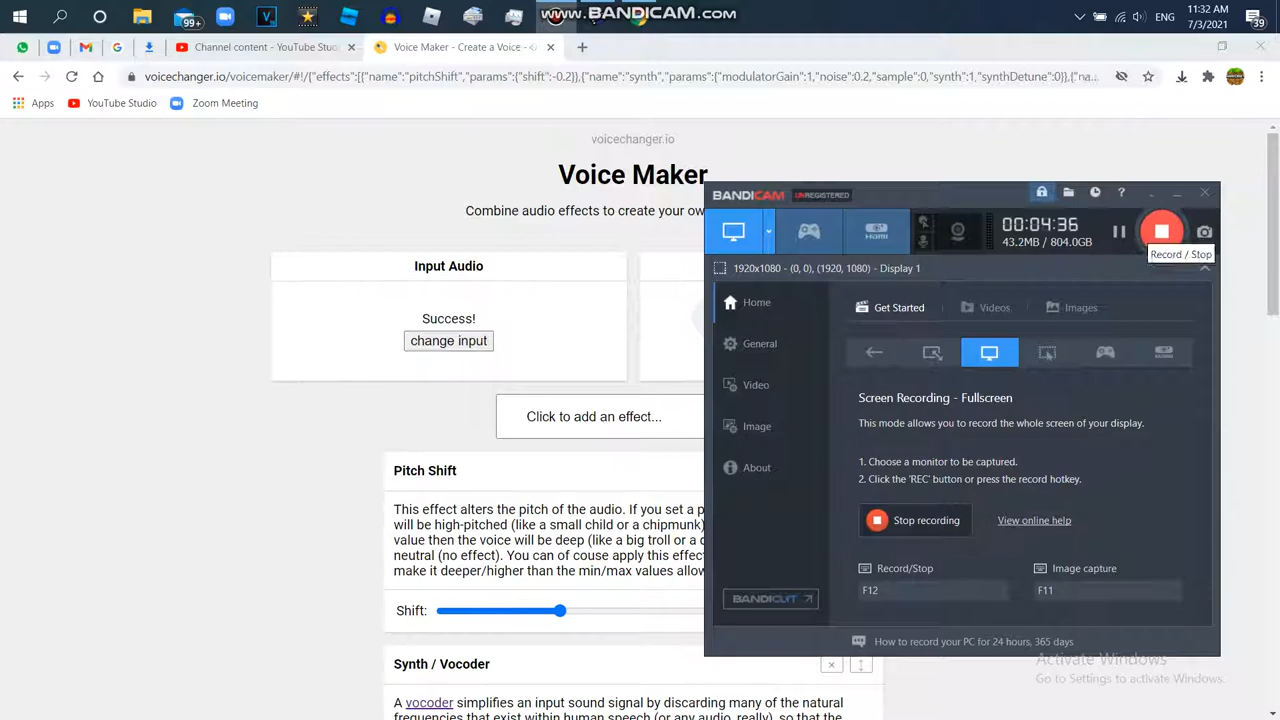 99+
www.BANDICAM.com
ENG
11:32 AM
7/3/2021
39
Channel content - YouTube Studi
Voice Maker - Create a Voice -
voicechanger.io/voicemaker/#!/{"effects":[{"name":"pitchShift","params":{"shift":-0.2}},{"name":"synth","params":{"modulatorGain":1,"noise":0.2,"sample":0,"synth":1,"synthDetune":0}},{"na...
Apps
YouTube Studio
Zoom Meeting
voicechanger.io
Voice Maker
Combine audio effects to create your ow
Input Audio
Success!
change input
Click to add an effect...
Pitch Shift
This effect alters the pitch of the audio. If you set a p
will be high-pitched (like a small child or a chipmunk)
value then the voice will be deep (like a big troll or a
neutral (no effect). You can of couse apply this effec
make it deeper/higher than the min/max values allow
Shift:
Synth / Vocoder
A vocoder simplifies an input sound signal by discarding many of the natural
frequencies that exist within human speech (or any audio, really), so that the
BANDICAM UNREGISTERED
HDMI
00:04:36
43.2MB / 804.0GB
Record / Stop
1920x1080 - (0, 0), (1920, 1080) - Display 1
Home
General
Video
Image
About
BANDICUT
Get Started
Videos
Images
Screen Recording - Fullscreen
This mode allows you to record the whole screen of your display.
1. Choose a monitor to be captured.
2. Click the 'REC' button or press the record hotkey.
Stop recording
View online help
Record/Stop
Image capture
F12
F11
How to record your PC for 24 hours, 365 days
Activate Windows
Go to Settings to activate Windows.